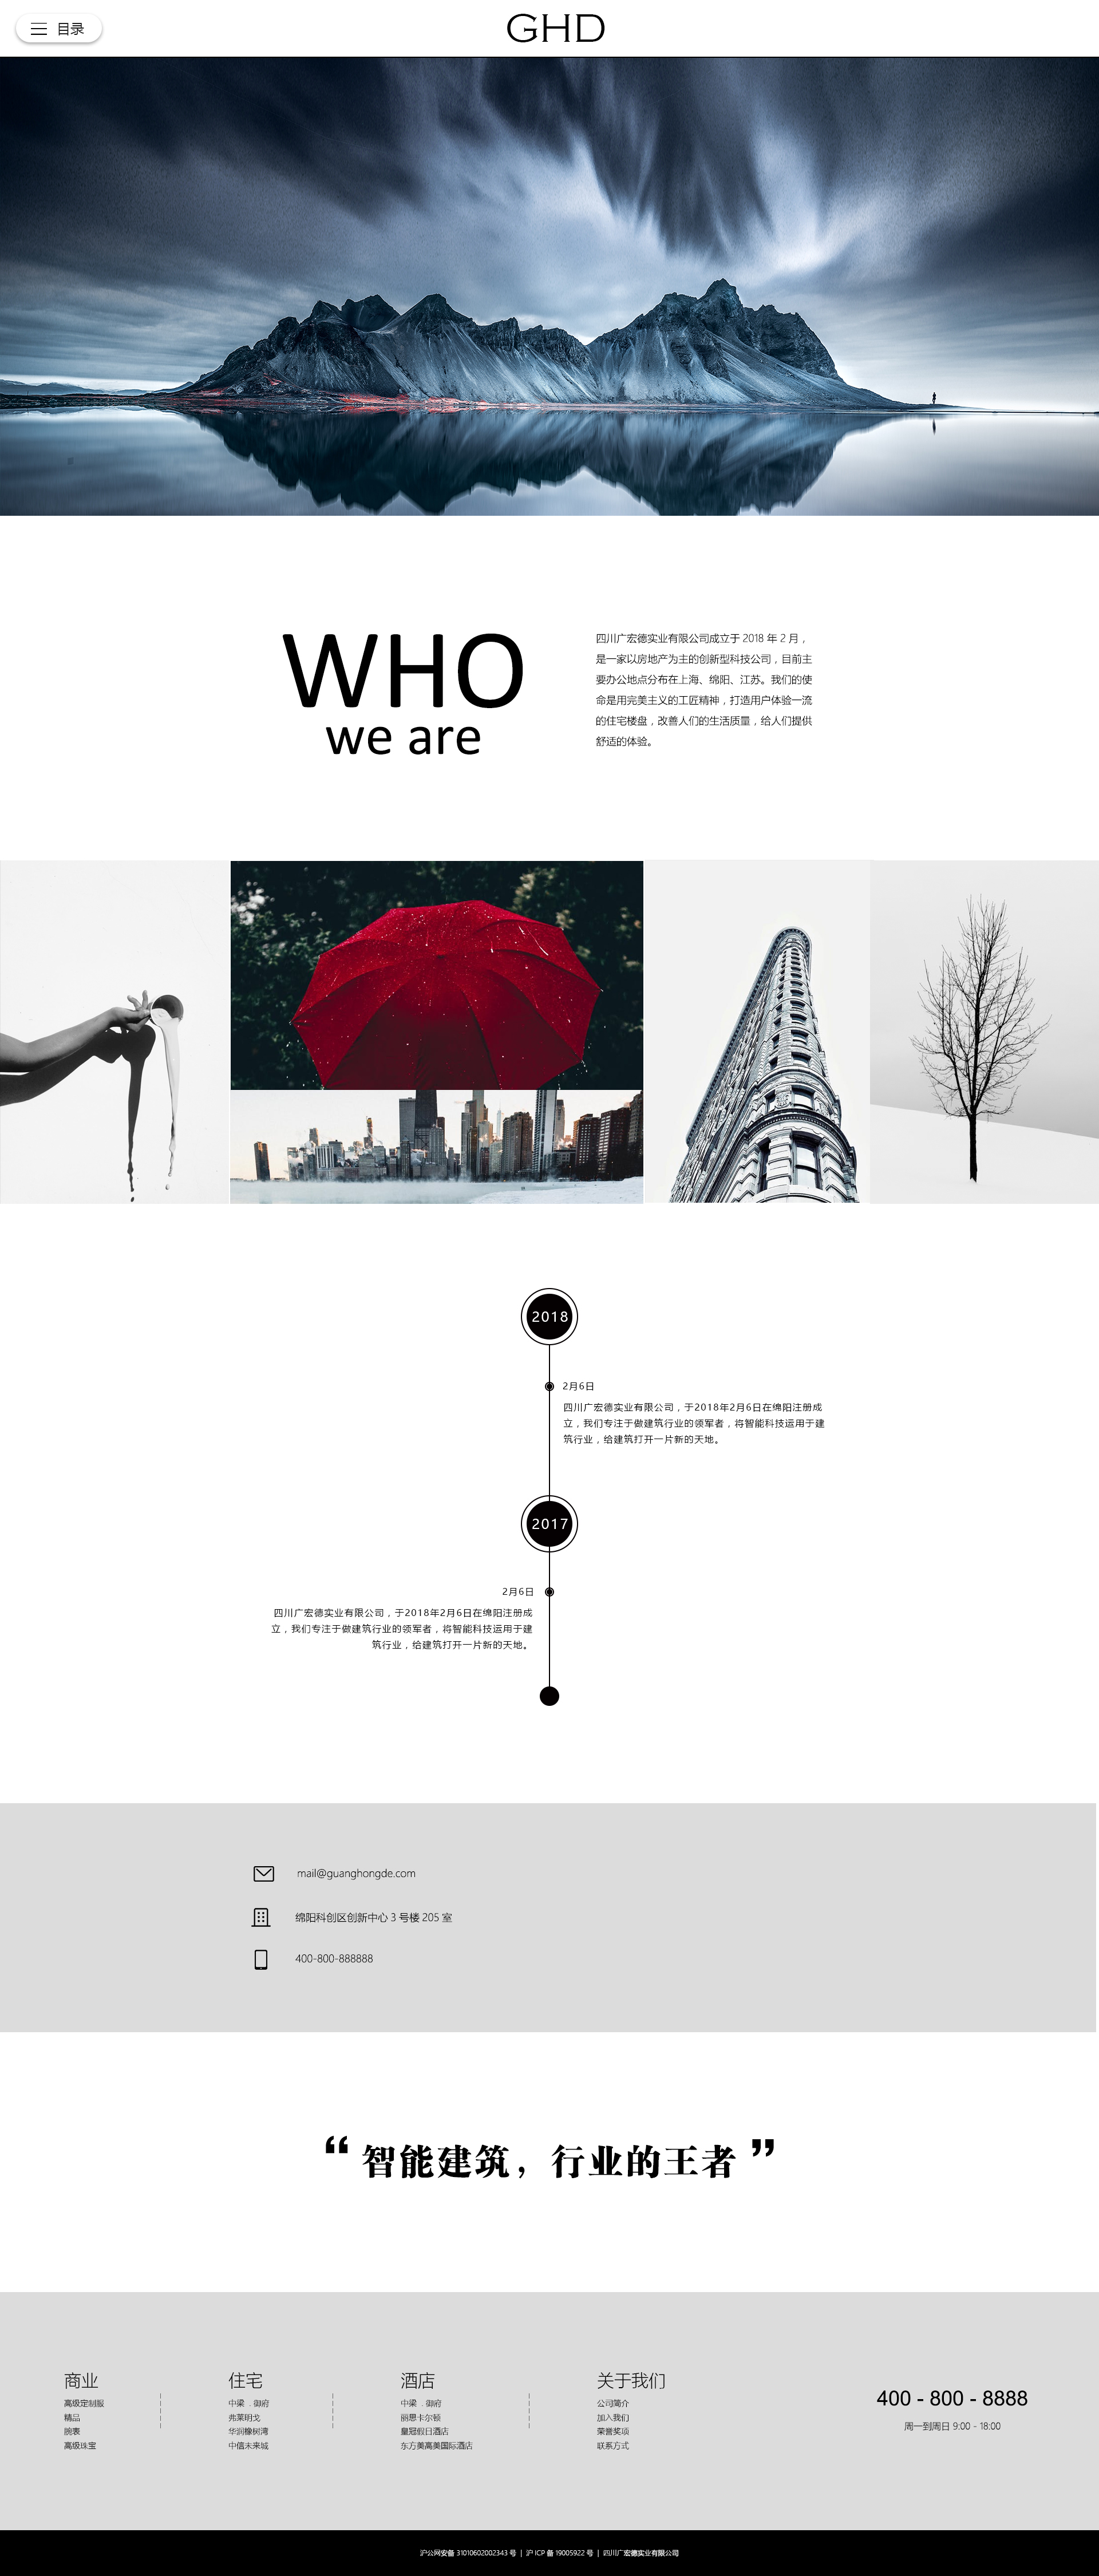 目录
GHD
WHO
we are
四川广宏德实业有限公司成立于 2018 年 2 月，
是一家以房地产为主的创新型科技公司，目前主
要办公地点分布在上海、绵阳、江苏。我们的使
命是用完美主义的工匠精神，打造用户体验一流
的住宅楼盘，改善人们的生活质量，给人们提供
舒适的体验。
2018
2月6日
四川广宏德实业有限公司，于2018年2月6日在绵阳注册成
立，我们专注于做建筑行业的领军者，将智能科技运用于建
筑行业，给建筑打开一片新的天地。
2017
2月6日
四川广宏德实业有限公司，于2018年2月6日在绵阳注册成
立，我们专注于做建筑行业的领军者，将智能科技运用于建
筑行业，给建筑打开一片新的天地。
mail@guanghongde.com
绵阳科创区创新中心 3 号楼 205 室
400-800-888888
“ 智能建筑，行业的王者 ”
商业
高级定制服
精品
腕表
高级珠宝
住宅
中梁 . 御府
弗莱明戈
华润橡树湾
中信未来城
酒店
中梁 . 御府
丽思卡尔顿
皇冠假日酒店
东方美高美国际酒店
关于我们
公司简介
加入我们
荣誉奖项
联系方式
400 - 800 - 8888
周一到周日 9:00 - 18:00
沪公网安备 31010602002343 号 | 沪 ICP 备 19005922 号 | 四川广宏德实业有限公司